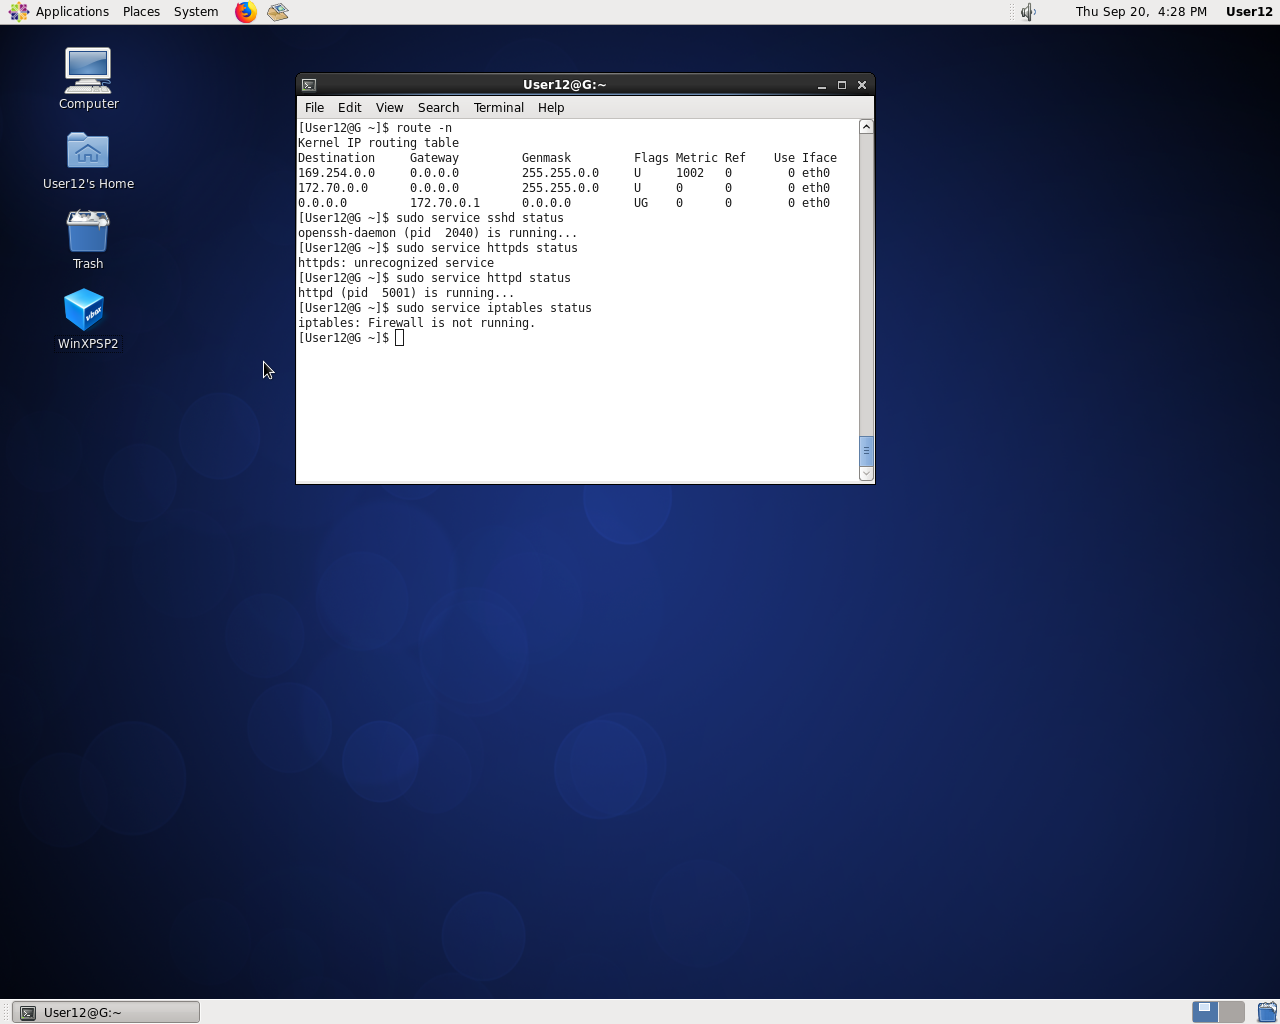 Applications Places System Thu Sep 20, 4:28 PM User12
Computer
User12's Home
Trash
vbox
WinXPSP2
User12@G:~
File Edit View Search Terminal Help
[User12@G ~]$ route -n
Kernel IP routing table
Destination     Gateway         Genmask         Flags Metric Ref    Use Iface
169.254.0.0     0.0.0.0         255.255.0.0     U     1002   0        0 eth0
172.70.0.0      0.0.0.0         255.255.0.0     U     0      0        0 eth0
0.0.0.0         172.70.0.1      0.0.0.0         UG    0      0        0 eth0
[User12@G ~]$ sudo service sshd status
openssh-daemon (pid  2040) is running...
[User12@G ~]$ sudo service httpds status
httpds: unrecognized service
[User12@G ~]$ sudo service httpd status
httpd (pid  5001) is running...
[User12@G ~]$ sudo service iptables status
iptables: Firewall is not running.
[User12@G ~]$
User12@G:~